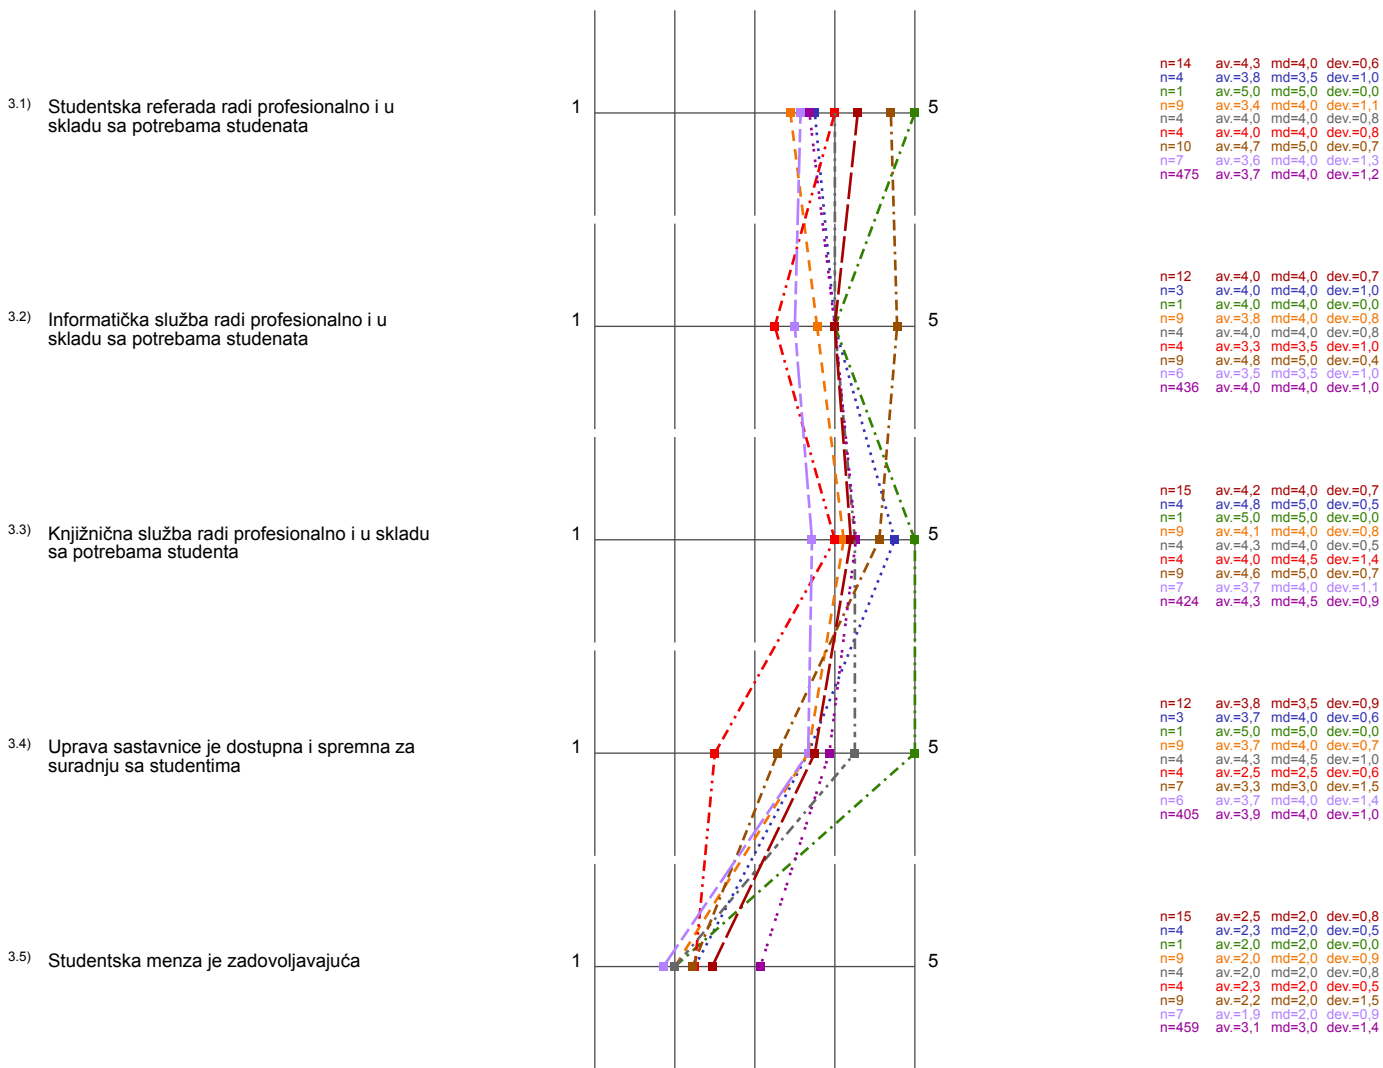 3.1) Studentska referada radi profesionalno i u
skladu sa potrebama studenata
1 5
n=14 av.=4,3 md=4,0 dev.=0,6
n=4 av.=3,8 md=3,5 dev.=1,0
n=1 av.=5,0 md=5,0 dev.=0,0
n=9 av.=3,4 md=4,0 dev.=1,1
n=4 av.=4,0 md=4,0 dev.=0,8
n=4 av.=4,0 md=4,0 dev.=0,8
n=10 av.=4,7 md=5,0 dev.=0,7
n=7 av.=3,6 md=4,0 dev.=1,3
n=475 av.=3,7 md=4,0 dev.=1,2
3.2) Informatička služba radi profesionalno i u
skladu sa potrebama studenata
1 5
n=12 av.=4,0 md=4,0 dev.=0,7
n=3 av.=4,0 md=4,0 dev.=1,0
n=1 av.=4,0 md=4,0 dev.=0,0
n=9 av.=3,8 md=4,0 dev.=0,8
n=4 av.=4,0 md=4,0 dev.=0,8
n=4 av.=3,3 md=3,5 dev.=1,0
n=9 av.=4,8 md=5,0 dev.=0,4
n=6 av.=3,5 md=3,5 dev.=1,0
n=436 av.=4,0 md=4,0 dev.=1,0
3.3) Knjižnična služba radi profesionalno i u skladu
sa potrebama studenta
1 5
n=15 av.=4,2 md=4,0 dev.=0,7
n=4 av.=4,8 md=5,0 dev.=0,5
n=1 av.=5,0 md=5,0 dev.=0,0
n=9 av.=4,1 md=4,0 dev.=0,8
n=4 av.=4,3 md=4,0 dev.=0,5
n=4 av.=4,0 md=4,5 dev.=1,4
n=9 av.=4,6 md=5,0 dev.=0,7
n=7 av.=3,7 md=4,0 dev.=1,1
n=424 av.=4,3 md=4,5 dev.=0,9
3.4) Uprava sastavnice je dostupna i spremna za
suradnju sa studentima
1 5
n=12 av.=3,8 md=3,5 dev.=0,9
n=3 av.=3,7 md=4,0 dev.=0,6
n=1 av.=5,0 md=5,0 dev.=0,0
n=9 av.=3,7 md=4,0 dev.=0,7
n=4 av.=4,3 md=4,5 dev.=1,0
n=4 av.=2,5 md=2,5 dev.=0,6
n=7 av.=3,3 md=3,0 dev.=1,5
n=6 av.=3,7 md=4,0 dev.=1,4
n=405 av.=3,9 md=4,0 dev.=1,0
3.5) Studentska menza je zadovoljavajuća
1 5
n=15 av.=2,5 md=2,0 dev.=0,8
n=4 av.=2,3 md=2,0 dev.=0,5
n=1 av.=2,0 md=2,0 dev.=0,0
n=9 av.=2,0 md=2,0 dev.=0,9
n=4 av.=2,0 md=2,0 dev.=0,8
n=4 av.=2,3 md=2,0 dev.=0,5
n=9 av.=2,2 md=2,0 dev.=1,5
n=7 av.=1,9 md=2,0 dev.=0,9
n=459 av.=3,1 md=3,0 dev.=1,4